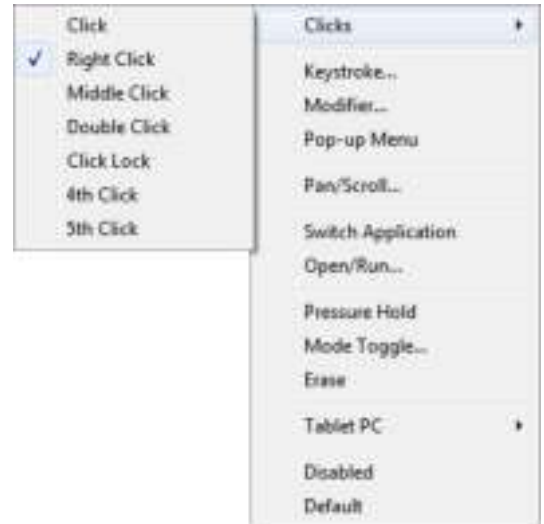 Click
Right Click
Middle Click
Double Click
Click Lock
4th Click
5th Click
Clicks
Keystroke...
Modifier...
Pop-up Menu
Pan/Scroll...
Switch Application
Open/Run...
Pressure Hold
Mode Toggle...
Erase
Tablet PC
Disabled
Default